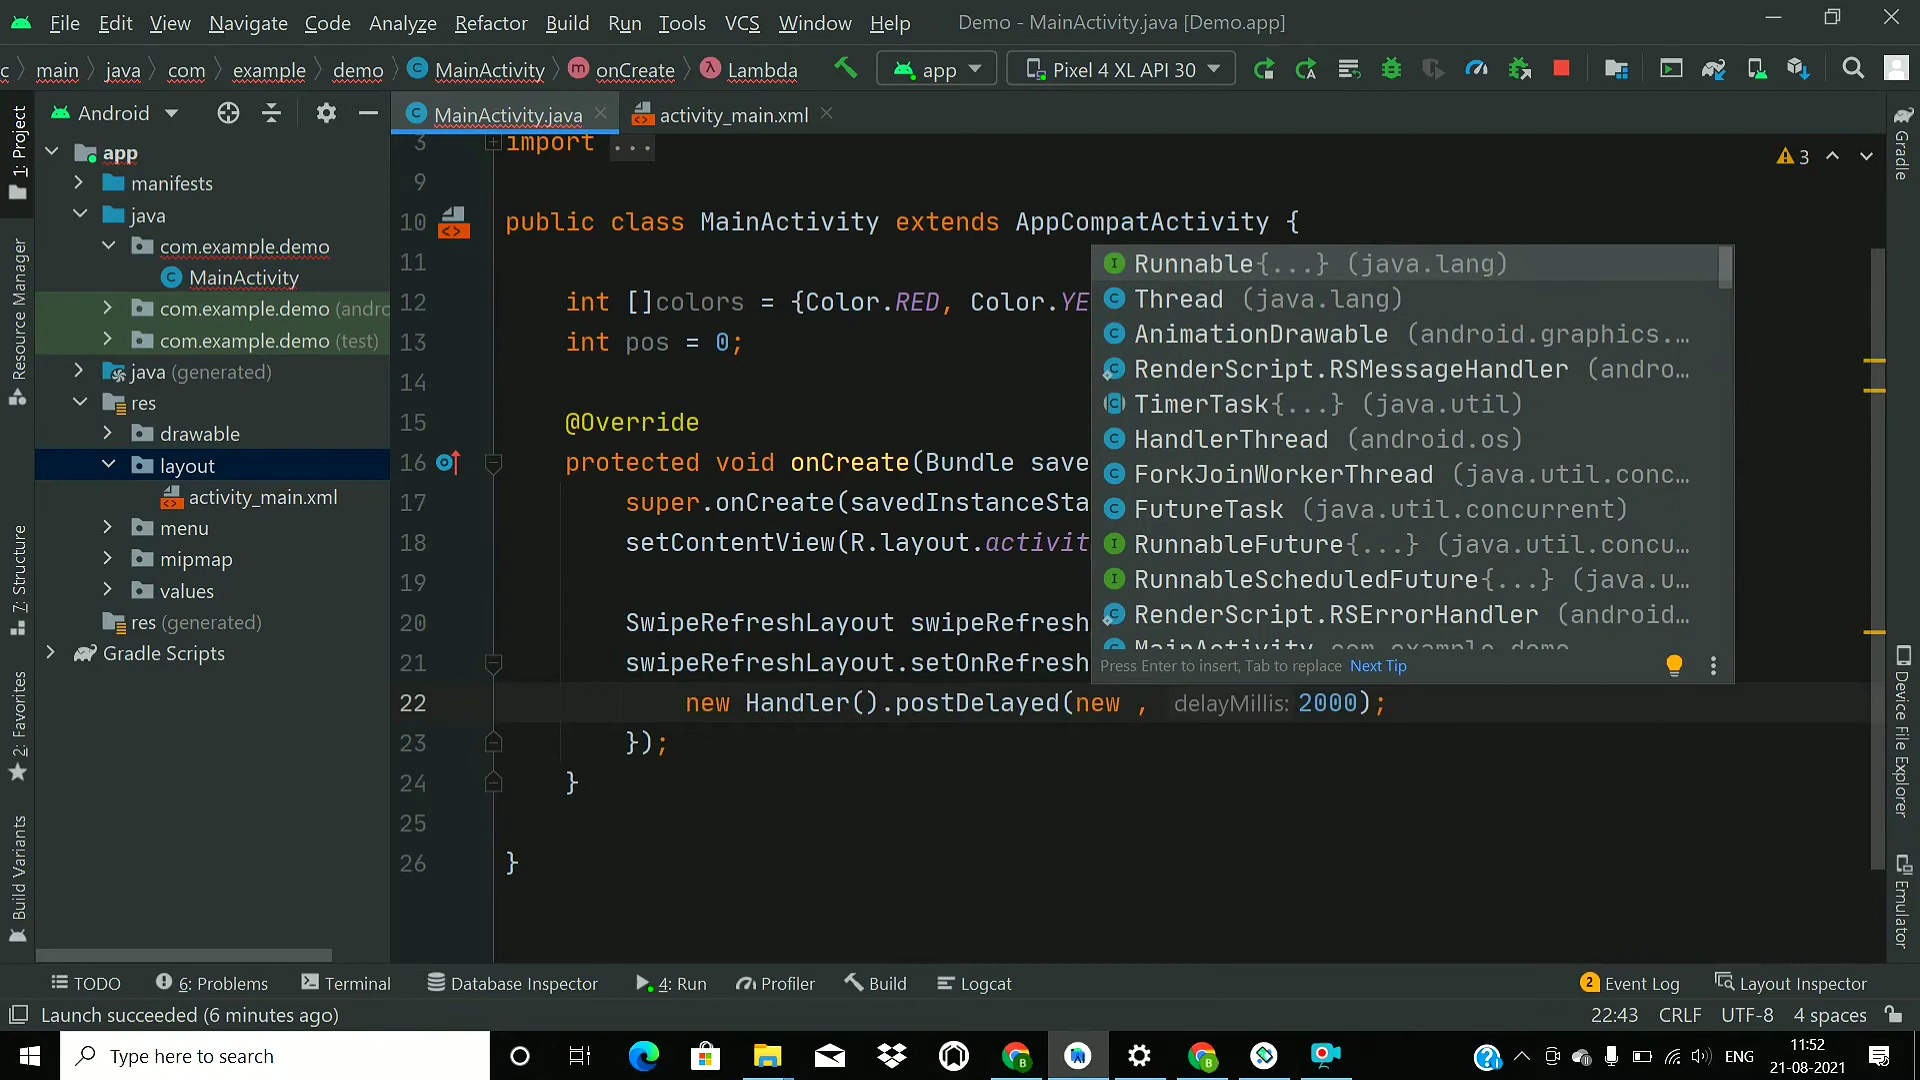 File Edit View Navigate Code Analyze Refactor Build Run Tools VCS Window Help Demo - MainActivity.java [Demo.app]
c main java com example demo MainActivity onCreate Lambda app Pixel 4 XL API 30
Android
MainActivity.java activity_main.xml
1: Project
Resource Manager
7: Structure
2: Favorites
Build Variants
app
manifests
java
com.example.demo
MainActivity
com.example.demo (andro
com.example.demo (test)
java (generated)
res
drawable
layout
activity_main.xml
menu
mipmap
values
res (generated)
Gradle Scripts
3 import ...
9
10 public class MainActivity extends AppCompatActivity {
11
12 int []colors = {Color.RED, Color.YE
13 int pos = 0;
14
15 @Override
16 protected void onCreate(Bundle save
17 super.onCreate(savedInstanceSta
18 setContentView(R.layout.activit
19
20 SwipeRefreshLayout swipeRefresh
21 swipeRefreshLayout.setOnRefresh
22 new Handler().postDelayed(new , delayMillis: 2000);
23 });
24 }
25
26 }
3
Runnable{...} (java.lang)
Thread (java.lang)
AnimationDrawable (android.graphics....
RenderScript.RSMessageHandler (andro...
TimerTask{...} (java.util)
HandlerThread (android.os)
ForkJoinWorkerThread (java.util.conc...
FutureTask (java.util.concurrent)
RunnableFuture{...} (java.util.concu...
RunnableScheduledFuture{...} (java.u...
RenderScript.RSErrorHandler (android...
MainActivity com.example.demo
Press Enter to insert, Tab to replace Next Tip
Gradle
Device File Explorer
Emulator
TODO 6: Problems Terminal Database Inspector 4: Run Profiler Build Logcat 2 Event Log Layout Inspector
Launch succeeded (6 minutes ago) 22:43 CRLF UTF-8 4 spaces
Type here to search ENG 11:52
21-08-2021